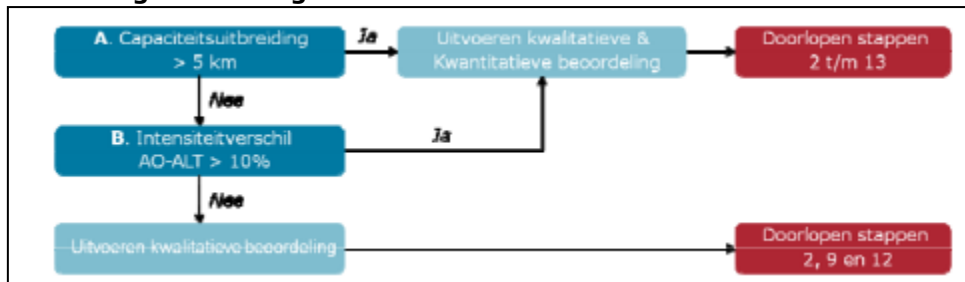 A. Capaciteitsuitbreiding
> 5 km
Ja
Uitvoeren kwalitatieve &
Kwantitatieve beoordeling
Doorlopen stappen
2 t/m 13
Nee
B. Intensiteitverschil
AO-ALT > 10%
Ja
Nee
Uitvoeren kwalitatieve beoordeling
Doorlopen stappen
2, 9 en 12